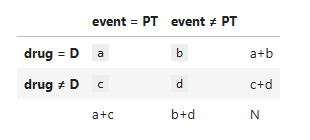 event = PT event ≠ PT
drug = D a b a+b
drug ≠ D c d c+d
a+c b+d N